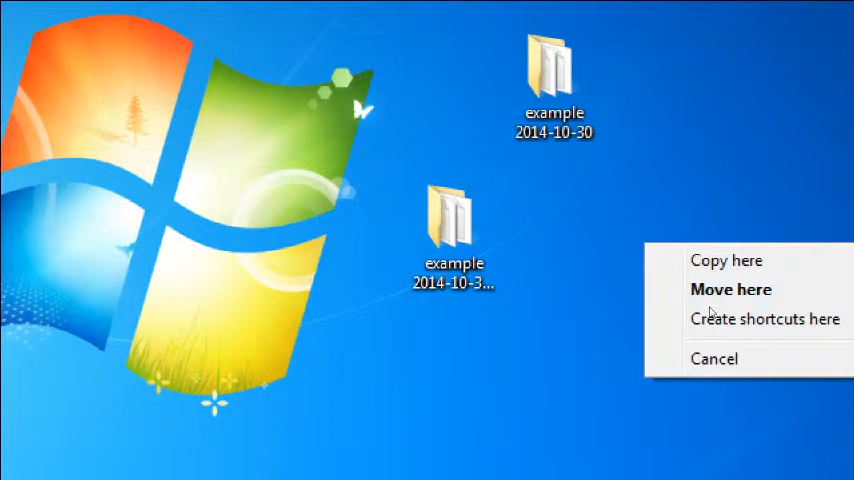 example
2014-10-30
example
2014-10-3...
Copy here
Move here
Create shortcuts here
Cancel